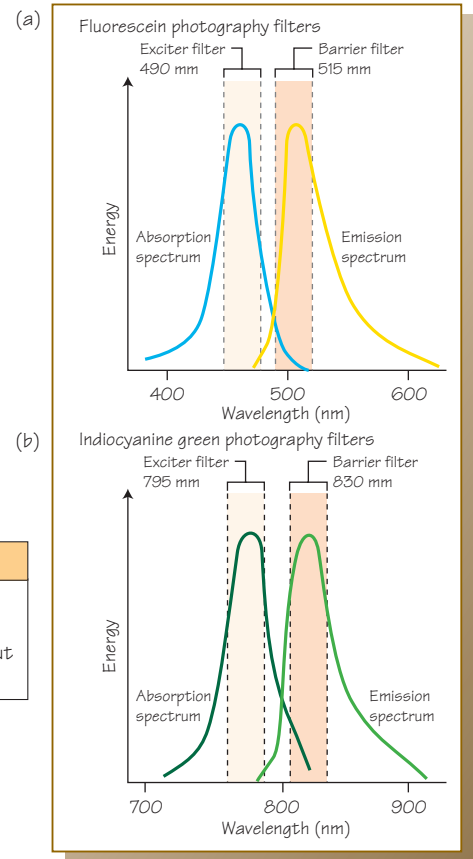 (a)
Fluorescein photography filters
Exciter filter
490 mm
Barrier filter
515 mm
Energy
Absorption
spectrum
Emission
spectrum
400
500
600
Wavelength (nm)
(b)
Indiocyanine green photography filters
Exciter filter
795 mm
Barrier filter
830 mm
Energy
ut
Absorption
spectrum
Emission
spectrum
700
800
900
Wavelength (nm)